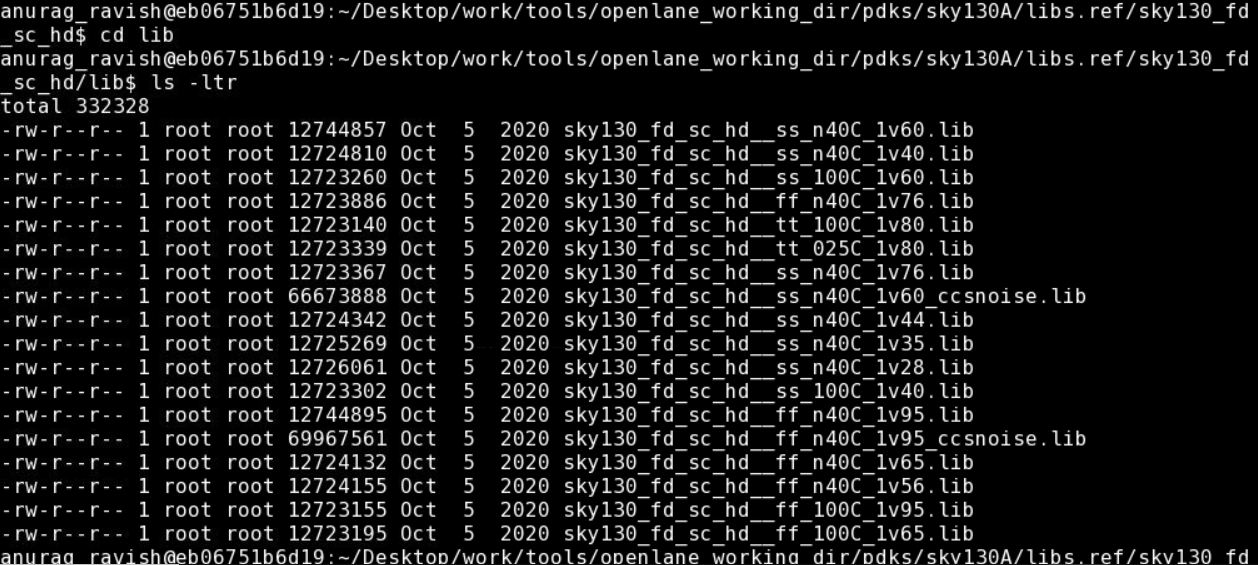 anurag_ravish@eb06751b6d19:~/Desktop/work/tools/openlane_working_dir/pdks/sky130A/libs.ref/sky130_fd
_sc_hd$ cd lib
anurag_ravish@eb06751b6d19:~/Desktop/work/tools/openlane_working_dir/pdks/sky130A/libs.ref/sky130_fd
_sc_hd/lib$ ls -ltr
total 332328
-rw-r--r-- 1 root root 12744857 Oct  5  2020 sky130_fd_sc_hd__ss_n40C_1v60.lib
-rw-r--r-- 1 root root 12724810 Oct  5  2020 sky130_fd_sc_hd__ss_n40C_1v40.lib
-rw-r--r-- 1 root root 12723260 Oct  5  2020 sky130_fd_sc_hd__ss_100C_1v60.lib
-rw-r--r-- 1 root root 12723886 Oct  5  2020 sky130_fd_sc_hd__ff_n40C_1v76.lib
-rw-r--r-- 1 root root 12723140 Oct  5  2020 sky130_fd_sc_hd__tt_100C_1v80.lib
-rw-r--r-- 1 root root 12723339 Oct  5  2020 sky130_fd_sc_hd__tt_025C_1v80.lib
-rw-r--r-- 1 root root 12723367 Oct  5  2020 sky130_fd_sc_hd__ss_n40C_1v76.lib
-rw-r--r-- 1 root root 66673888 Oct  5  2020 sky130_fd_sc_hd__ss_n40C_1v60_ccsnoise.lib
-rw-r--r-- 1 root root 12724342 Oct  5  2020 sky130_fd_sc_hd__ss_n40C_1v44.lib
-rw-r--r-- 1 root root 12725269 Oct  5  2020 sky130_fd_sc_hd__ss_n40C_1v35.lib
-rw-r--r-- 1 root root 12726061 Oct  5  2020 sky130_fd_sc_hd__ss_n40C_1v28.lib
-rw-r--r-- 1 root root 12723302 Oct  5  2020 sky130_fd_sc_hd__ss_100C_1v40.lib
-rw-r--r-- 1 root root 12744895 Oct  5  2020 sky130_fd_sc_hd__ff_n40C_1v95.lib
-rw-r--r-- 1 root root 69967561 Oct  5  2020 sky130_fd_sc_hd__ff_n40C_1v95_ccsnoise.lib
-rw-r--r-- 1 root root 12724132 Oct  5  2020 sky130_fd_sc_hd__ff_n40C_1v65.lib
-rw-r--r-- 1 root root 12724155 Oct  5  2020 sky130_fd_sc_hd__ff_n40C_1v56.lib
-rw-r--r-- 1 root root 12723155 Oct  5  2020 sky130_fd_sc_hd__ff_100C_1v95.lib
-rw-r--r-- 1 root root 12723195 Oct  5  2020 sky130_fd_sc_hd__ff_100C_1v65.lib
anurag_ravish@eb06751b6d19:~/Desktop/work/tools/openlane_working_dir/pdks/sky130A/libs.ref/sky130_fd